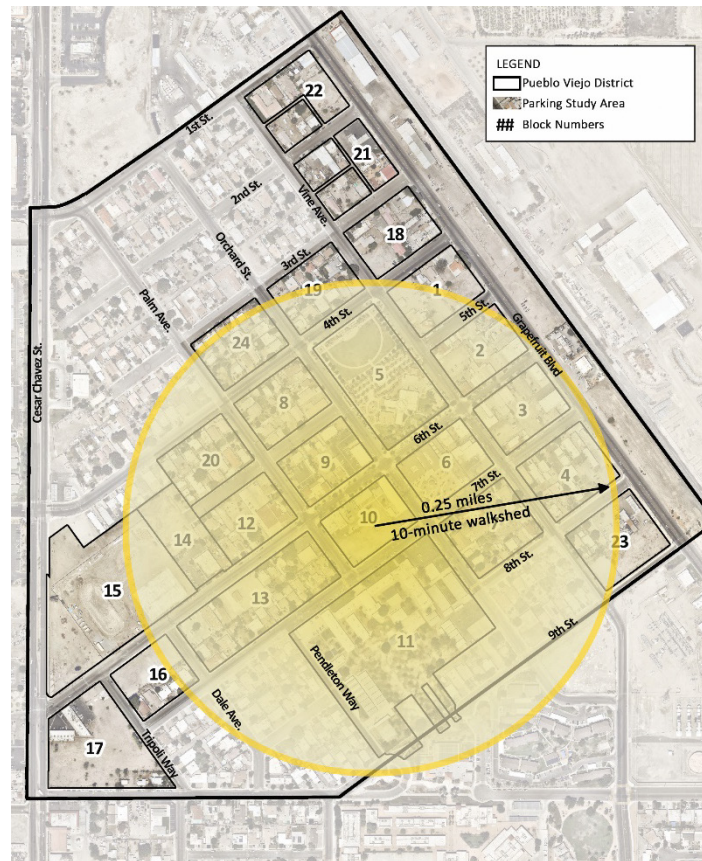 LEGEND
Pueblo Viejo District
Parking Study Area
## Block Numbers
22
1st St.
21
2nd St.
Vine Ave.
18
Orchard St.
3rd St.
19
1
Palm Ave.
4th St.
5th St.
Grapefruit Blvd
24
2
5
Cesar Chavez St.
8
3
6th St.
20
9
6
7th St.
4
0.25 miles
10
10-minute walkshed
12
14
7
23
8th St.
15
13
9th St.
11
Pendleton Way
16
Dale Ave.
Tripoli Way
17